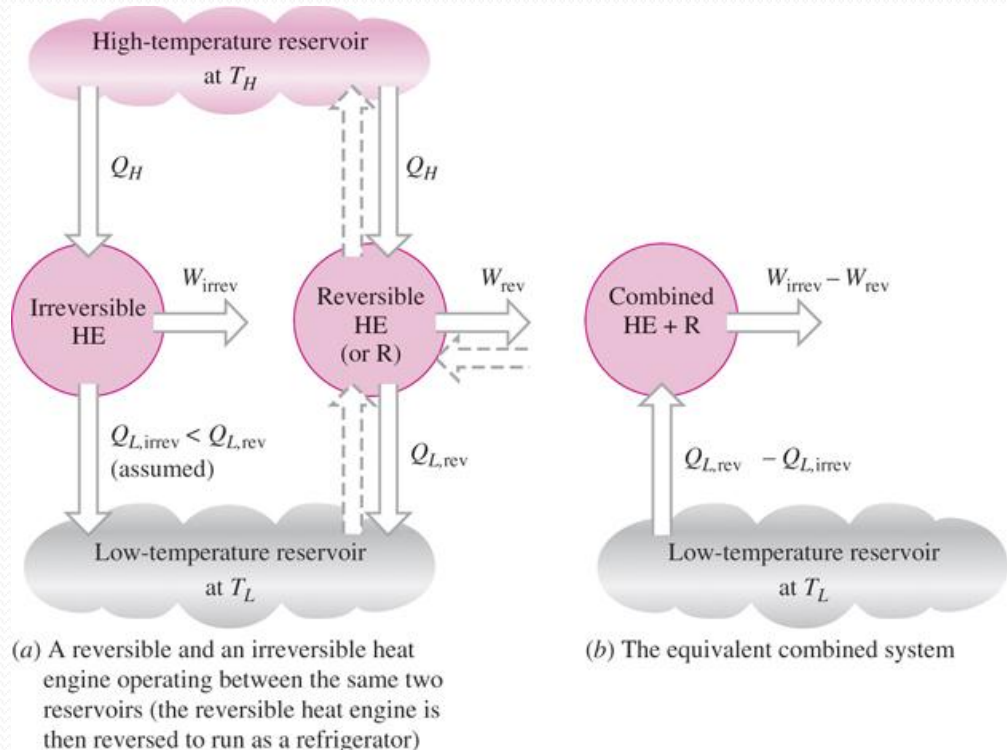 High-temperature reservoir
at T_H
Q_H
Q_H
W_irrev
W_rev
Irreversible
HE
Reversible
HE
(or R)
Q_L,irrev < Q_L,rev
(assumed)
Q_L,rev
Low-temperature reservoir
at T_L
(a) A reversible and an irreversible heat
engine operating between the same two
reservoirs (the reversible heat engine is
then reversed to run as a refrigerator)
Combined
HE + R
W_irrev – W_rev
Q_L,rev – Q_L,irrev
Low-temperature reservoir
at T_L
(b) The equivalent combined system